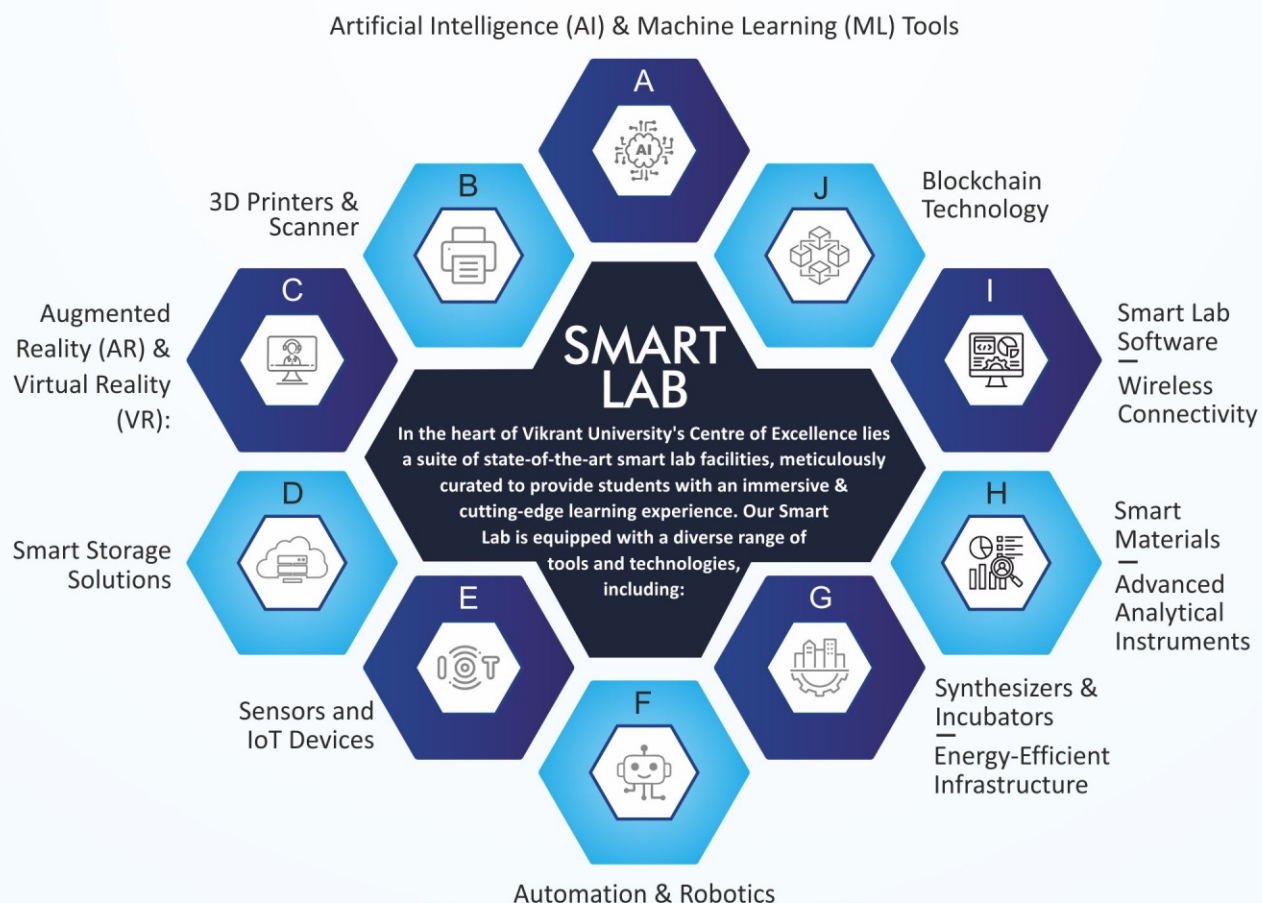 Artificial Intelligence (AI) & Machine Learning (ML) Tools
A
AI
B
3D Printers &
Scanner
C
Augmented
Reality (AR) &
Virtual Reality
(VR):
D
Smart Storage
Solutions
E
IOT
Sensors and
IoT Devices
F
Automation & Robotics
G
Synthesizers &
Incubators
Energy-Efficient
Infrastructure
H
Smart
Materials
Advanced
Analytical
Instruments
I
</>
Smart Lab
Software
Wireless
Connectivity
J
Blockchain
Technology
SMART
LAB
In the heart of Vikrant University's Centre of Excellence lies
a suite of state-of-the-art smart lab facilities, meticulously
curated to provide students with an immersive &
cutting-edge learning experience. Our Smart
Lab is equipped with a diverse range of
tools and technologies,
including: